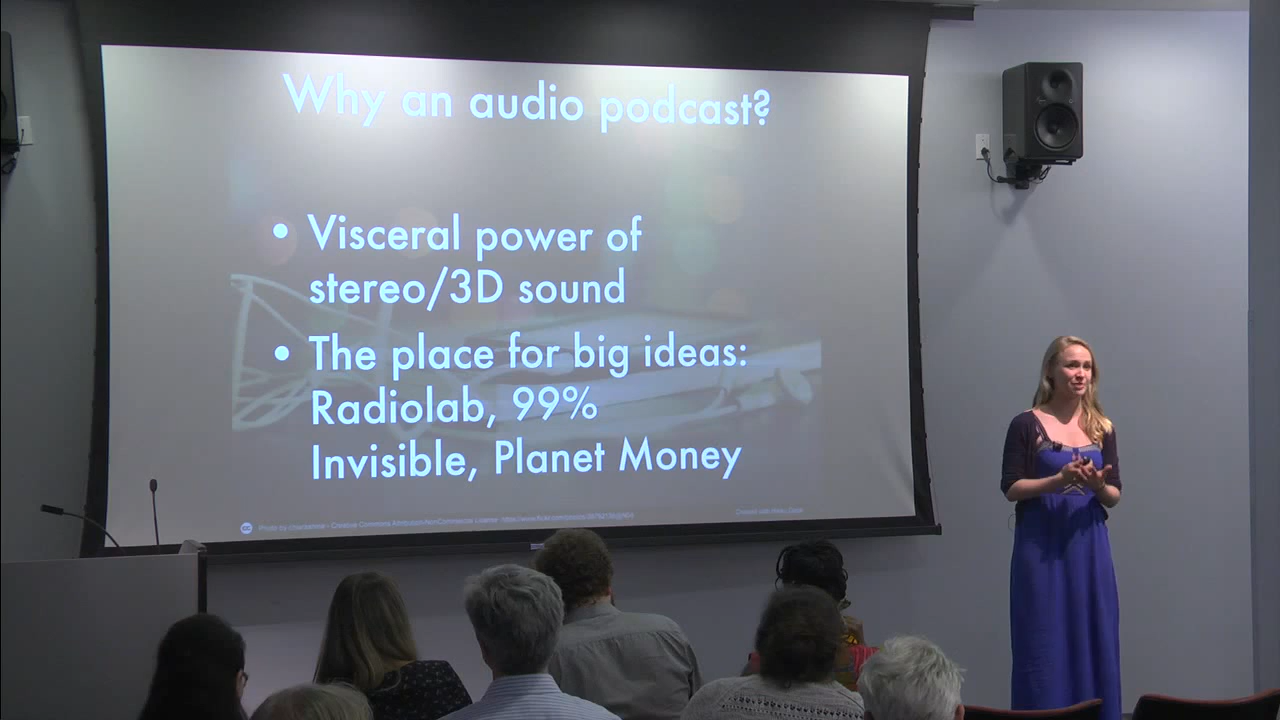 Why an audio podcast?
• Visceral power of
stereo/3D sound
• The place for big ideas:
Radiolab, 99%
Invisible, Planet Money